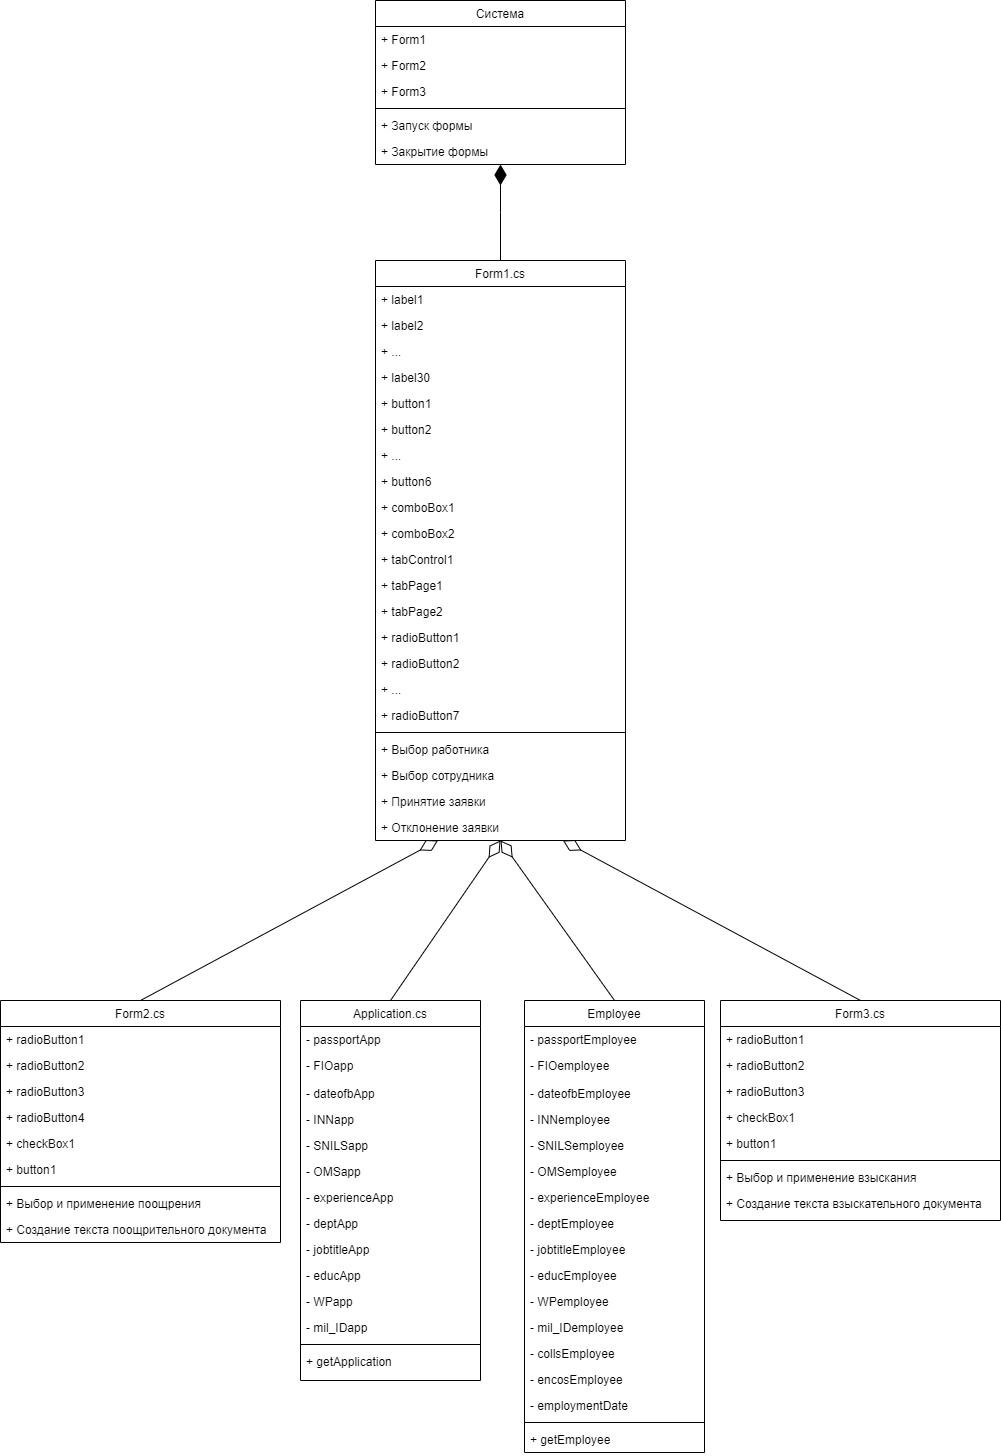 Система
+ Form1
+ Form2
+ Form3
+ Запуск формы
+ Закрытие формы
Form1.cs
+ label1
+ label2
+ ...
+ label30
+ button1
+ button2
+ ...
+ button6
+ comboBox1
+ comboBox2
+ tabControl1
+ tabPage1
+ tabPage2
+ radioButton1
+ radioButton2
+ ...
+ radioButton7
+ Выбор работника
+ Выбор сотрудника
+ Принятие заявки
+ Отклонение заявки
Form2.cs
+ radioButton1
+ radioButton2
+ radioButton3
+ radioButton4
+ checkBox1
+ button1
+ Выбор и применение поощрения
+ Создание текста поощрительного документа
Application.cs
- passportApp
- FIOapp
- dateofbApp
- INNapp
- SNILSapp
- OMSapp
- experienceApp
- deptApp
- jobtitleApp
- educApp
- WPapp
- mil_IDapp
+ getApplication
Employee
- passportEmployee
- FIOemployee
- dateofbEmployee
- INNemployee
- SNILSemployee
- OMSemployee
- experienceEmployee
- deptEmployee
- jobtitleEmployee
- educEmployee
- WPemployee
- mil_IDemployee
- collsEmployee
- encosEmployee
- employmentDate
+ getEmployee
Form3.cs
+ radioButton1
+ radioButton2
+ radioButton3
+ checkBox1
+ button1
+ Выбор и применение взыскания
+ Создание текста взыскательного документа